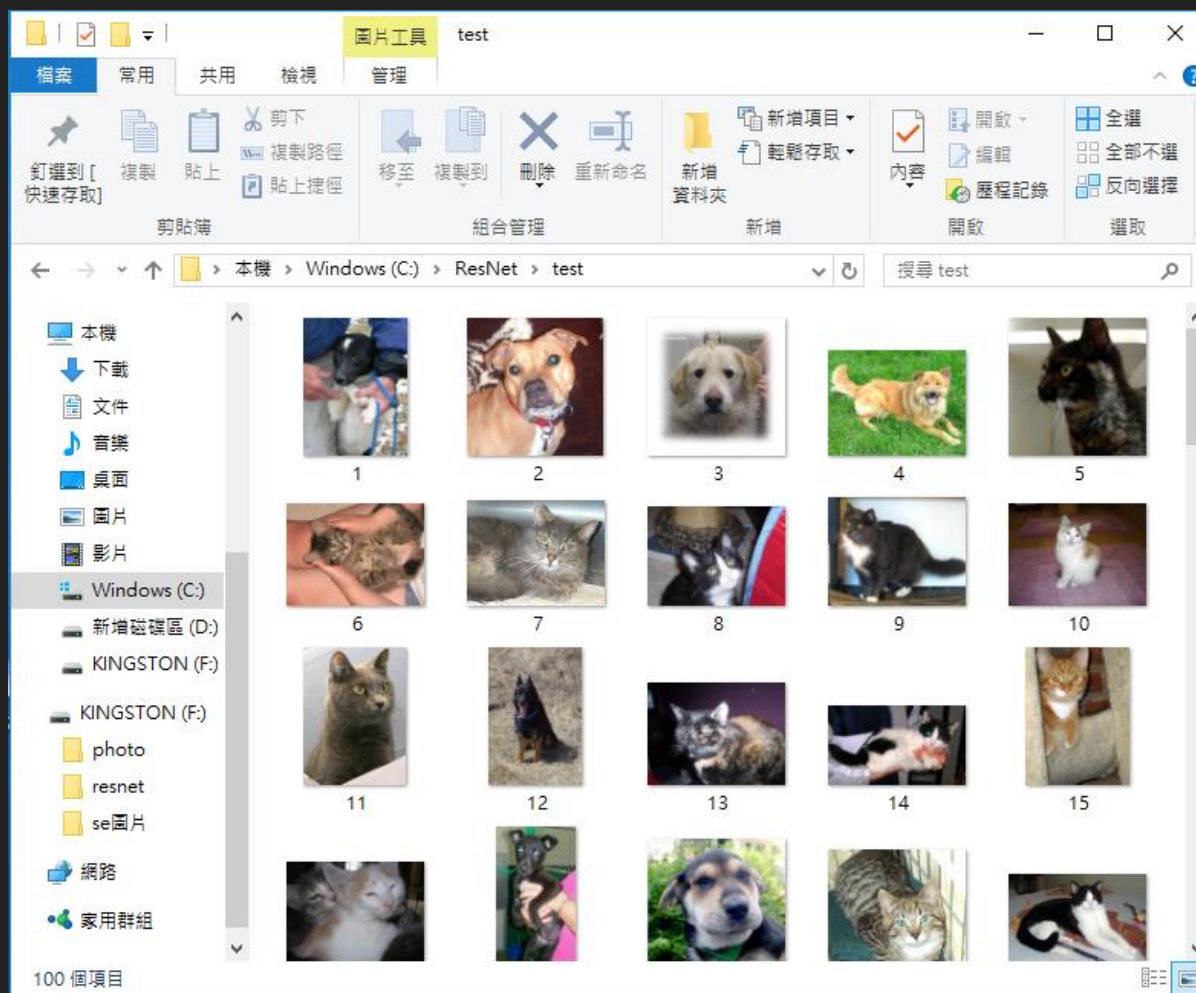 圖片工具 test
檔案 常用 共用 檢視 管理
釘選到 [快速存取]
複製
貼上
剪下
複製路徑
貼上捷徑
剪貼簿
移至
複製到
刪除
重新命名
組合管理
新增資料夾
新增項目
輕鬆存取
新增
內容
開啟
編輯
歷程記錄
開啟
全選
全部不選
反向選擇
選取
本機 › Windows (C:) › ResNet › test
搜尋 test
本機
下載
文件
音樂
桌面
圖片
影片
Windows (C:)
新增磁碟區 (D:)
KINGSTON (F:)
KINGSTON (F:)
photo
resnet
se圖片
網路
家用群組
1 2 3 4 5
6 7 8 9 10
11 12 13 14 15
100 個項目